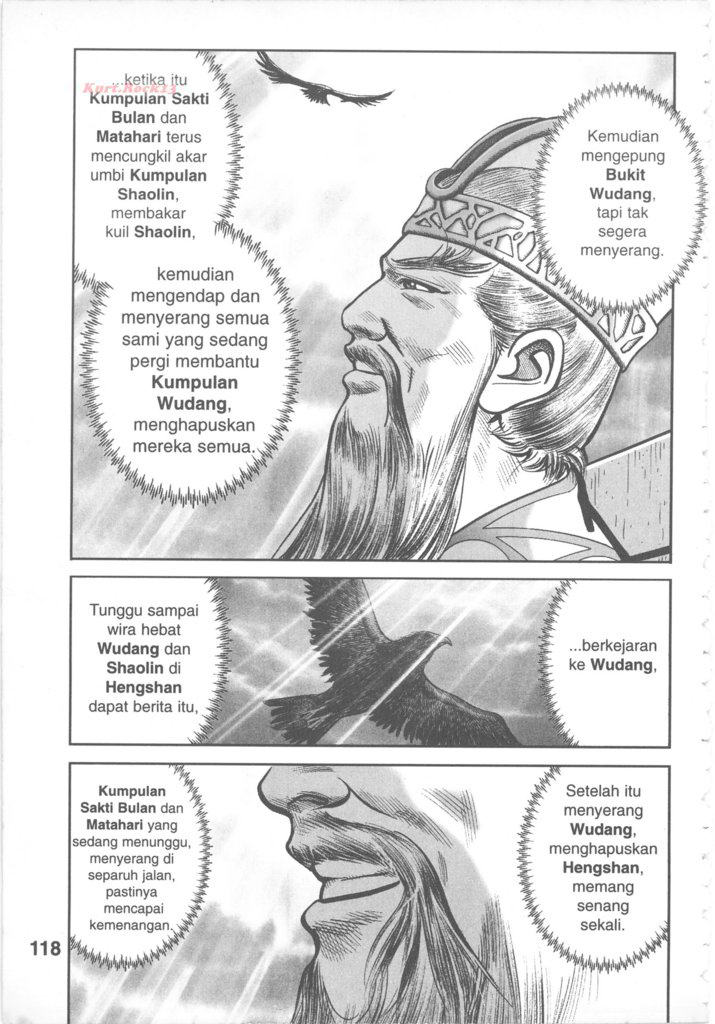 ...ketika itu
Kurt.Rock13
Kumpulan Sakti
Bulan dan
Matahari terus
mencungkil akar
umbi Kumpulan
Shaolin,
membakar
kuil Shaolin,
kemudian
mengendap dan
menyerang semua
sami yang sedang
pergi membantu
Kumpulan
Wudang,
menghapuskan
mereka semua.
Kemudian
mengepung
Bukit
Wudang,
tapi tak
segera
menyerang.
Tunggu sampai
wira hebat
Wudang dan
Shaolin di
Hengshan
dapat berita itu,
...berkejaran
ke Wudang,
Kumpulan
Sakti Bulan dan
Matahari yang
sedang menunggu,
menyerang di
separuh jalan,
pastinya
mencapai
kemenangan.
Setelah itu
menyerang
Wudang,
menghapuskan
Hengshan,
memang
senang
sekali.
118